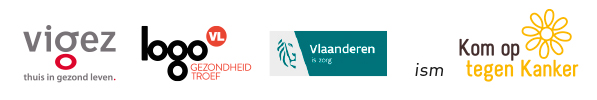 vigez
thuis in gezond leven.
logo VL
GEZONDHEID
TROEF
Vlaanderen
is zorg
ism
Kom op
tegen Kanker